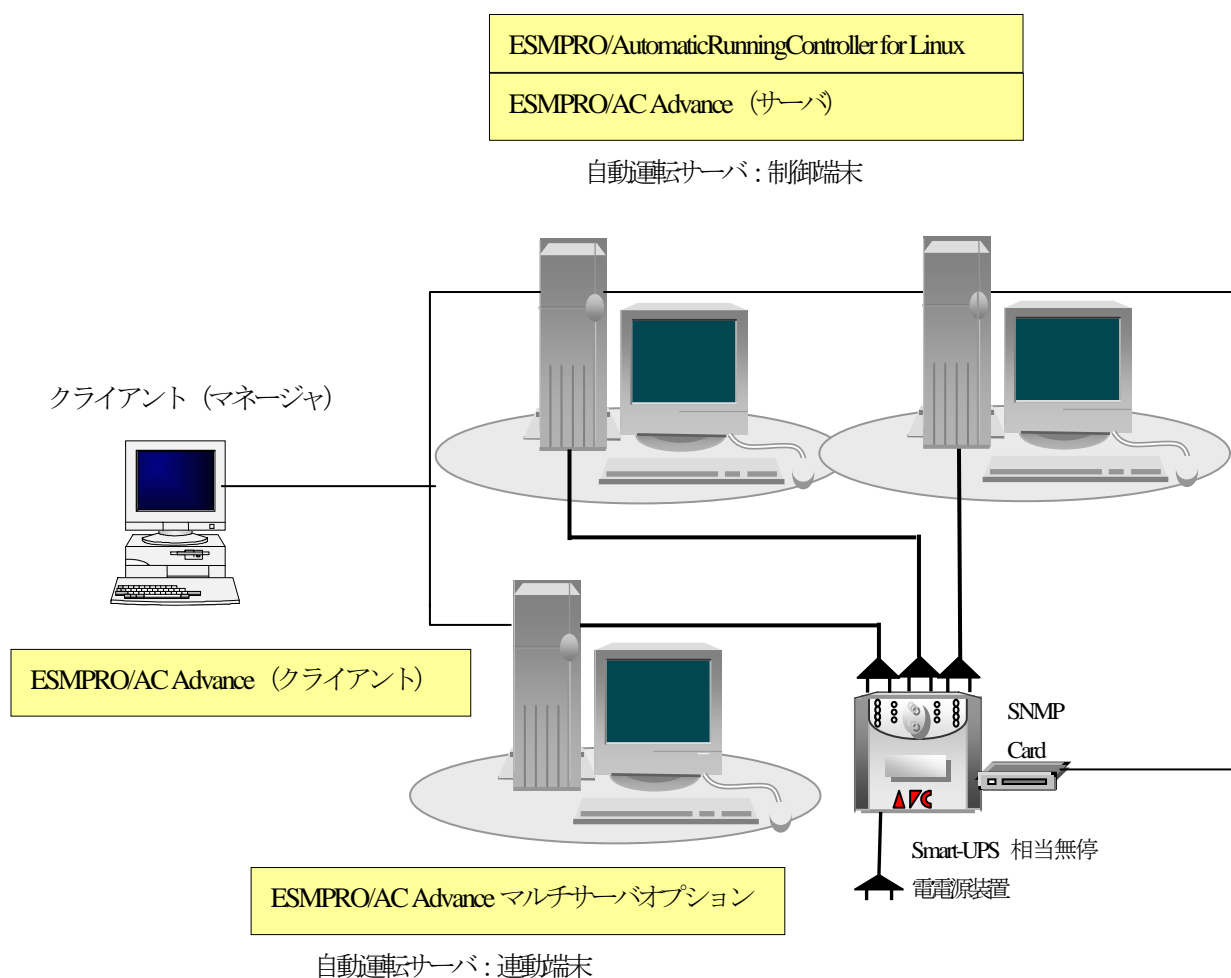 ESMPRO/AutomaticRunningController for Linux
ESMPRO/AC Advance （サーバ）
自動運転サーバ：制御端末
クライアント（マネージャ）
ESMPRO/AC Advance （クライアント）
SNMP
Card
APC
Smart-UPS 相当無停
電電源装置
ESMPRO/AC Advance マルチサーバオプション
自動運転サーバ：連動端末